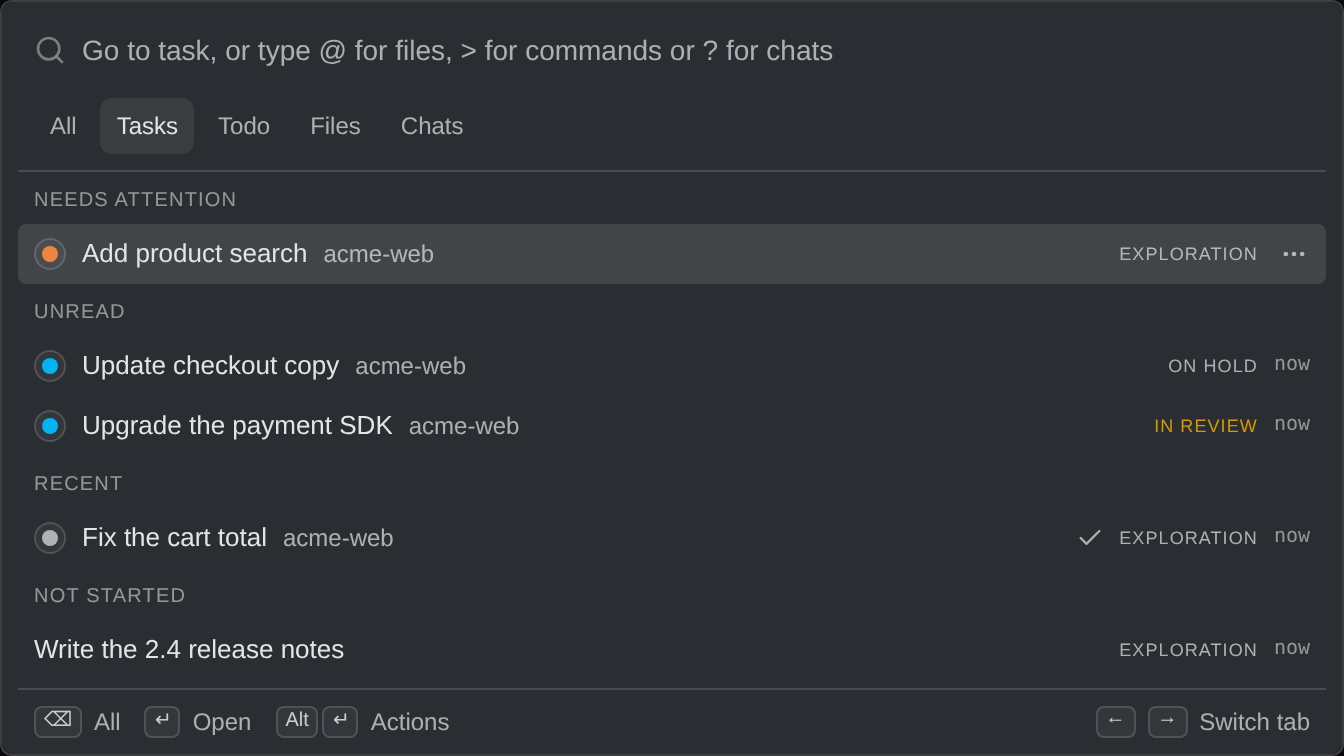 Go to task, or type @ for files, > for commands or ? for chats
All Tasks Todo Files Chats
NEEDS ATTENTION
Add product search acme-web EXPLORATION ...
UNREAD
Update checkout copy acme-web ON HOLD now
Upgrade the payment SDK acme-web IN REVIEW now
RECENT
Fix the cart total acme-web ✓ EXPLORATION now
NOT STARTED
Write the 2.4 release notes EXPLORATION now
⌫ All ↵ Open Alt ↵ Actions ← → Switch tab